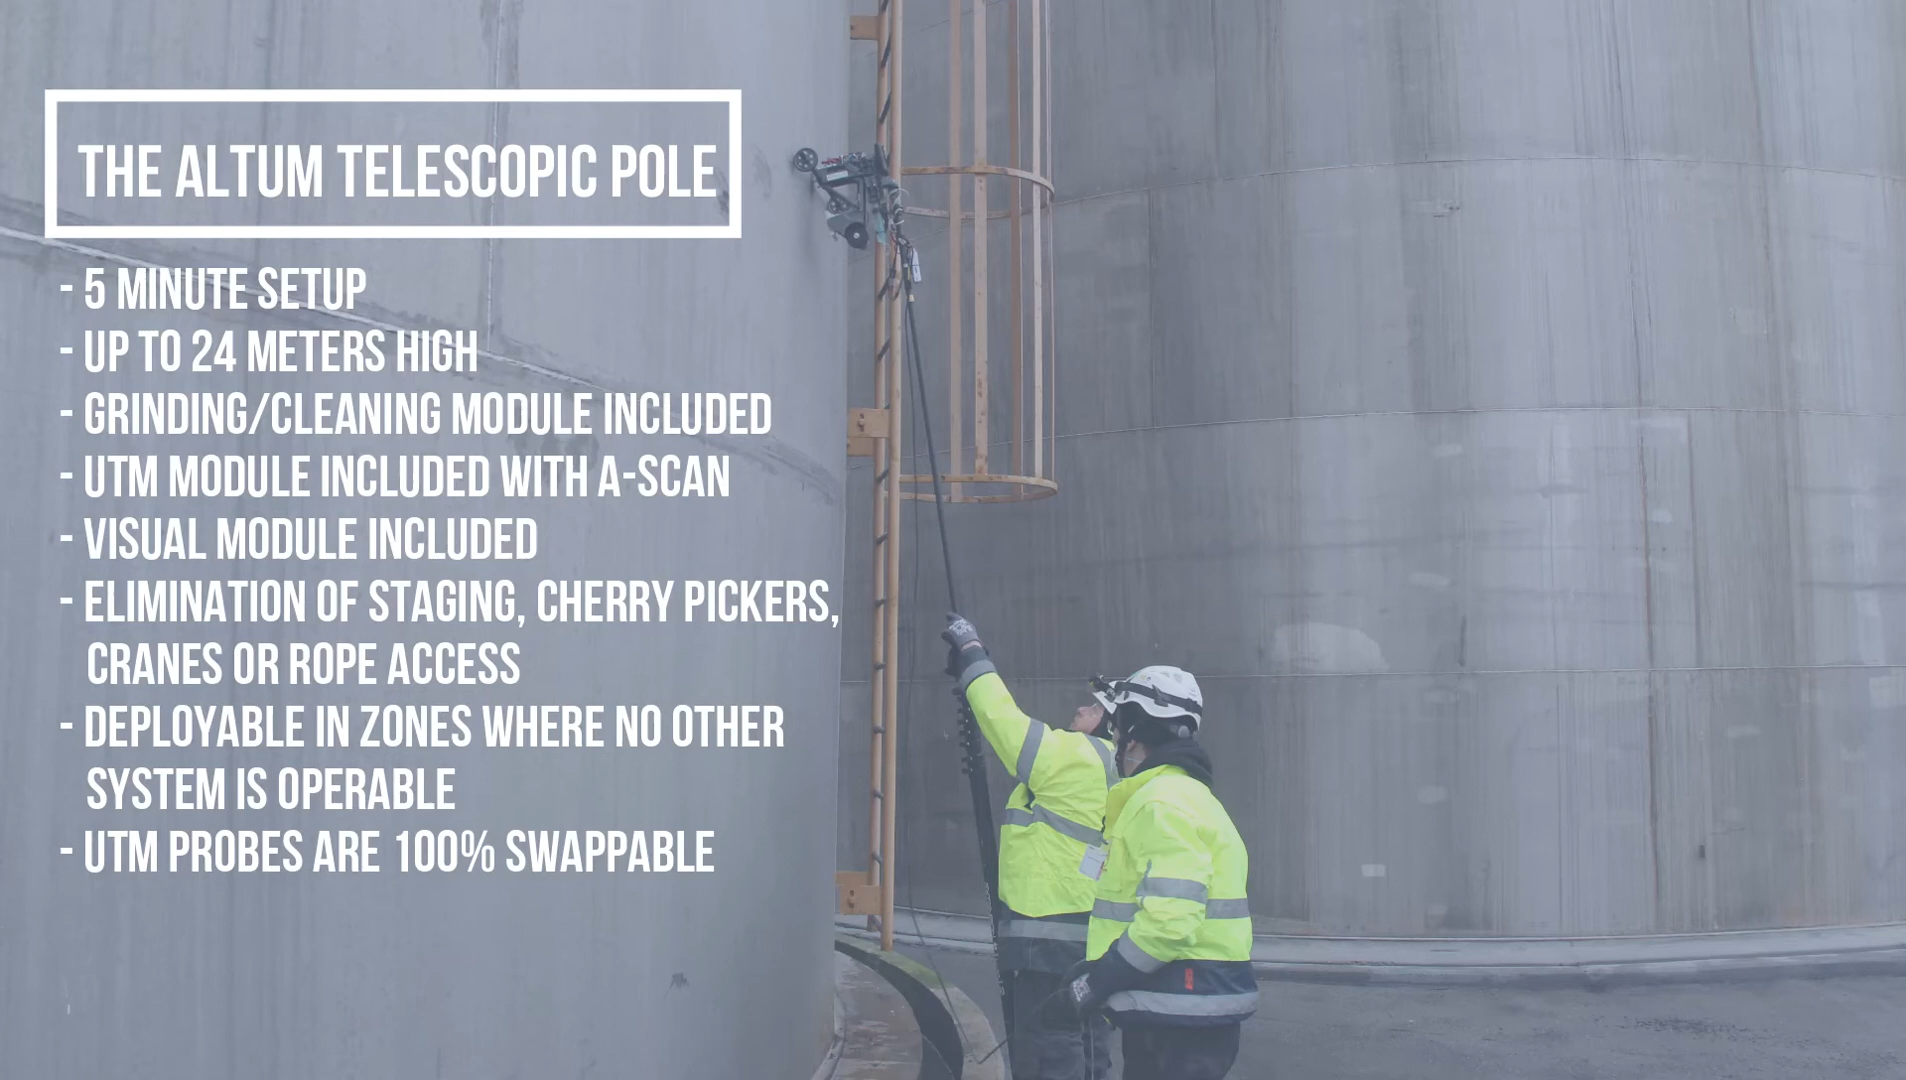 THE ALTUM TELESCOPIC POLE
- 5 MINUTE SETUP
- UP TO 24 METERS HIGH
- GRINDING/CLEANING MODULE INCLUDED
- UTM MODULE INCLUDED WITH A-SCAN
- VISUAL MODULE INCLUDED
- ELIMINATION OF STAGING, CHERRY PICKERS,
CRANES OR ROPE ACCESS
- DEPLOYABLE IN ZONES WHERE NO OTHER
SYSTEM IS OPERABLE
- UTM PROBES ARE 100% SWAPPABLE